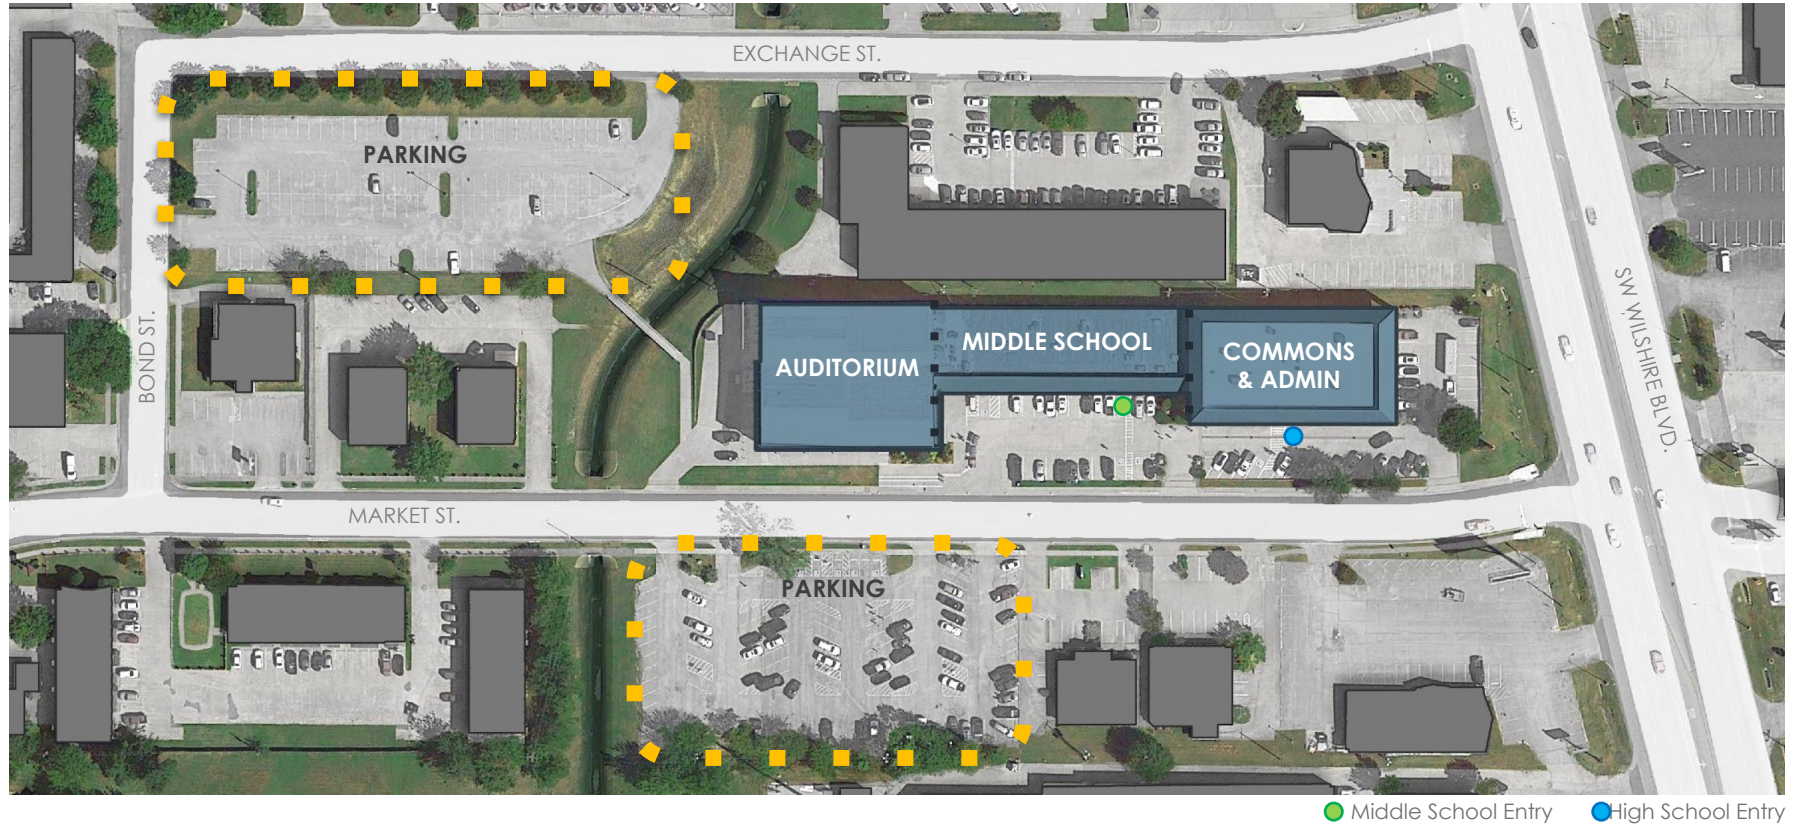 EXCHANGE ST.
PARKING
BOND ST.
SW WILSHIRE BLVD.
MIDDLE SCHOOL
AUDITORIUM
COMMONS
& ADMIN
MARKET ST.
PARKING
Middle School Entry
High School Entry